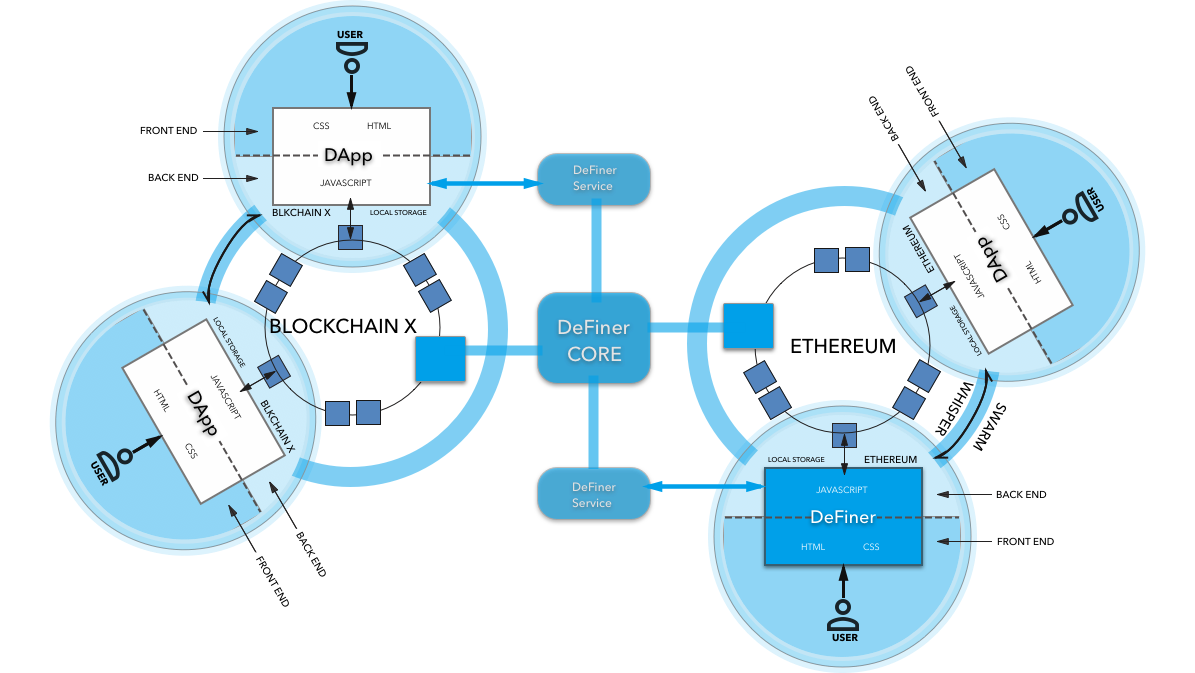 USER
CSS HTML
DApp
JAVASCRIPT
FRONT END
BACK END
BLKCHAIN X LOCAL STORAGE
BLOCKCHAIN X
LOCAL STORAGE
BLKCHAIN X
JAVASCRIPT
DApp
HTML
CSS
USER
BACK END
FRONT END
DeFiner
Service
DeFiner
CORE
DeFiner
Service
FRONT END
BACK END
USER
CSS
HTML
DApp
JAVASCRIPT
ETHEREUM
LOCAL STORAGE
ETHEREUM
WHISPER
SWARM
LOCAL STORAGE ETHEREUM
JAVASCRIPT
DeFiner
HTML CSS
BACK END
FRONT END
USER